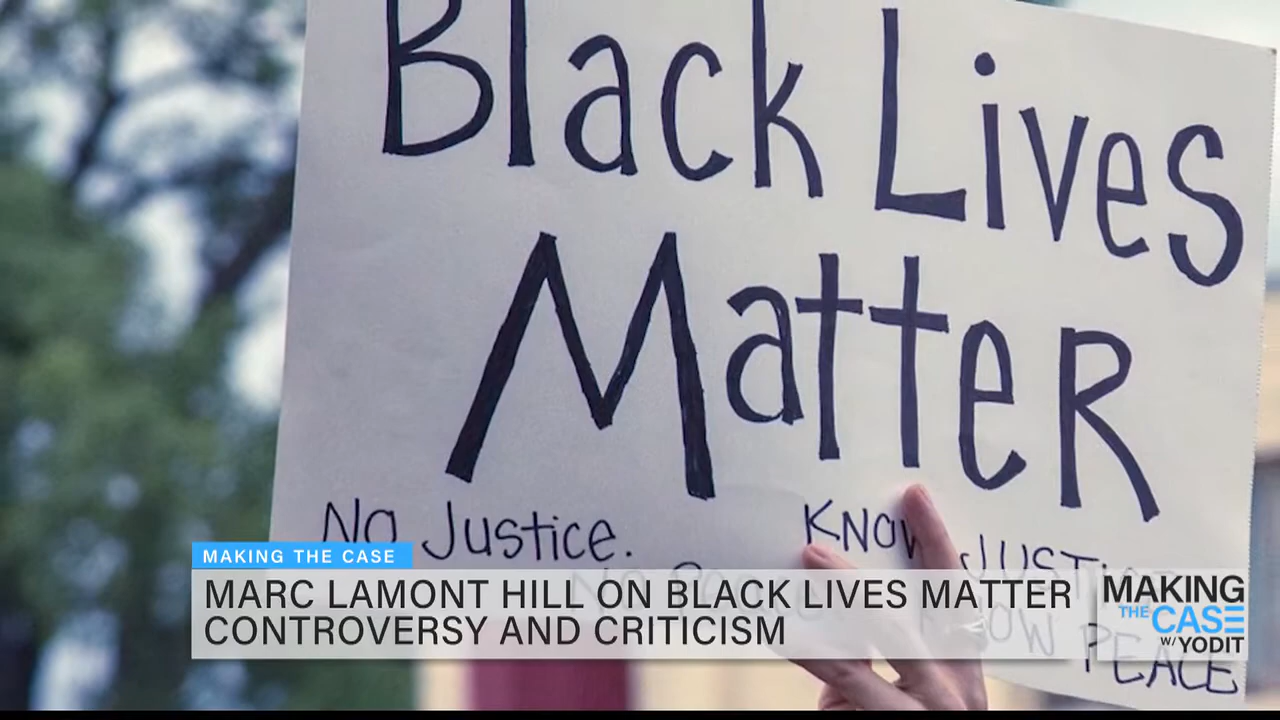 Black Lives
Matter
No Justice.
Know
MAKING THE CASE
MARC LAMONT HILL ON BLACK LIVES MATTER
CONTROVERSY AND CRITICISM
MAKING
THE CASE
W/ YODIT
PEACE